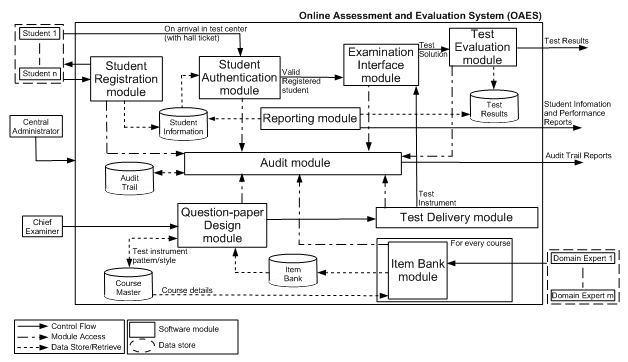 Online Assessment and Evaluation System (OAES)
Student 1
Student n
On arrival in test center
(with hall ticket)
Student
Registration
module
Student
Authentication
module
Valid
Registered
student
Examination
Interface
module
Test
Solution
Test
Evaluation
module
Test Results
Student
Information
Reporting module
Test
Results
Student Infomation
and Performance
Reports
Central
Administrator
Audit module
Audit Trail Reports
Audit
Trail
Test
Instrument
Chief
Examiner
Question-paper
Design
module
Test Delivery module
For every course
Test instrument
pattern/style
Item
Bank
Item Bank
module
Domain Expert 1
Domain Expert m
Course
Master
Course details
Control Flow
Module Access
Data Store/Retrieve
Software module
Data store